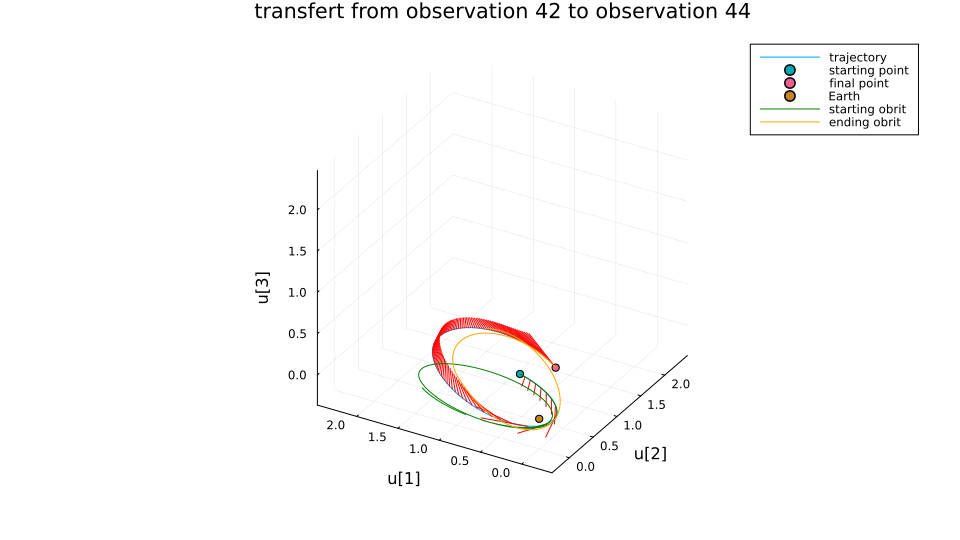 transfert from observation 42 to observation 44
trajectory
starting point
final point
Earth
starting obrit
ending obrit
u[3]
2.0
1.5
1.0
0.5
0.0
2.0
1.5
1.0
0.5
0.0
u[1]
0.0
0.5
1.0
1.5
2.0
u[2]